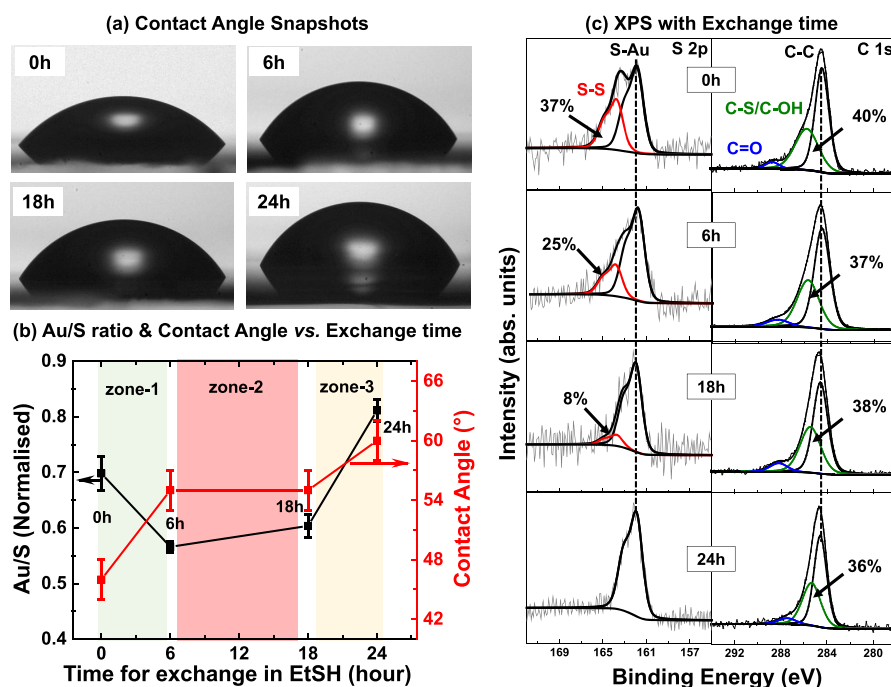 (a) Contact Angle Snapshots
0h
6h
18h
24h
(b) Au/S ratio & Contact Angle vs. Exchange time
0.9
0.8
0.7
0.6
0.5
0.4
Au/S (Normalised)
zone-1
zone-2
zone-3
0h
6h
18h
24h
66
60
54
48
42
Contact Angle (°)
0
6
12
18
24
Time for exchange in EtSH (hour)
(c) XPS with Exchange time
S-Au
S 2p
C-C
C 1s
0h
S-S
37%
C-S/C-OH
40%
C=O
6h
25%
37%
18h
8%
38%
24h
36%
Intensity (abs. units)
169
165
161
157
292
288
284
280
Binding Energy (eV)